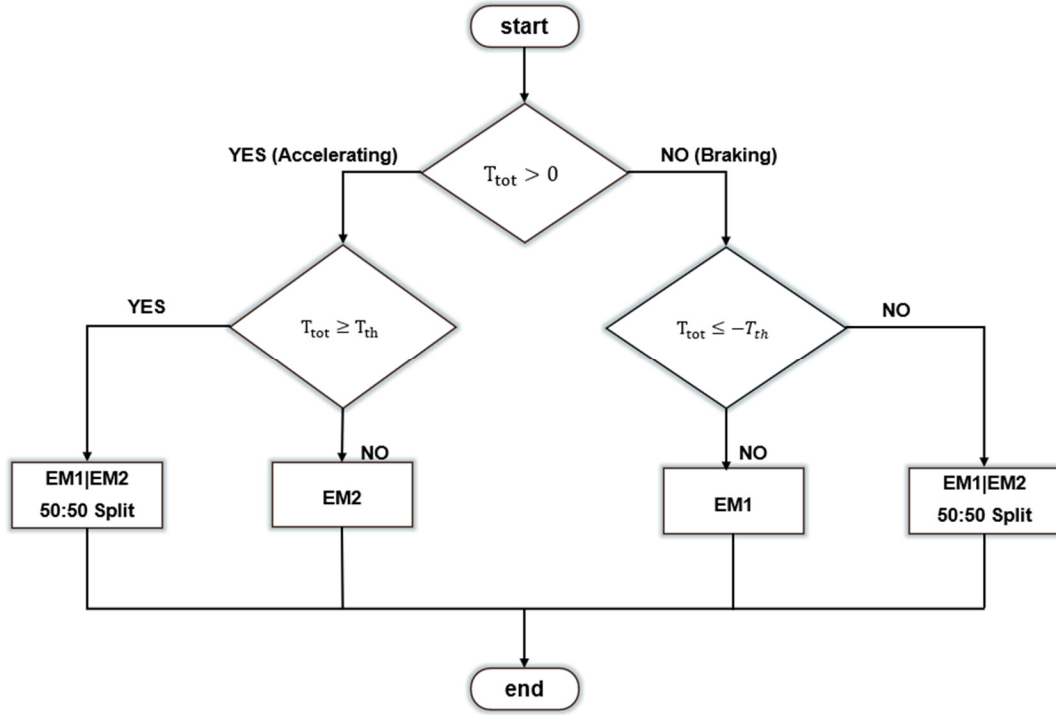 start
YES (Accelerating)
T_tot > 0
NO (Braking)
YES
T_tot ≥ T_th
T_tot ≤ −T_th
NO
NO
NO
EM1|EM2
50:50 Split
EM2
EM1
EM1|EM2
50:50 Split
end